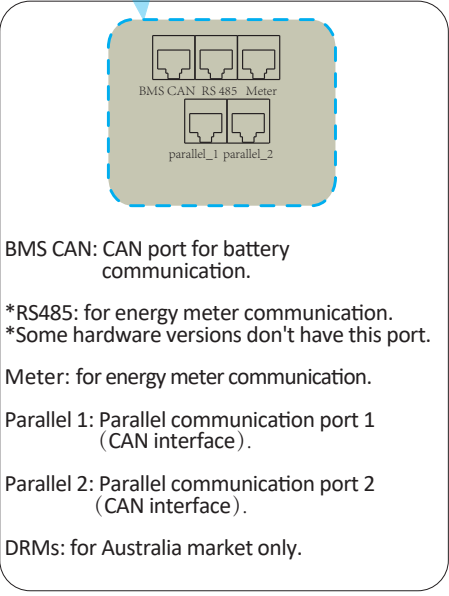 BMS CAN RS 485 Meter
parallel_1 parallel_2
BMS CAN: CAN port for battery
communication.
*RS485: for energy meter communication.
*Some hardware versions don't have this port.
Meter: for energy meter communication.
Parallel 1: Parallel communication port 1
（CAN interface）.
Parallel 2: Parallel communication port 2
（CAN interface）.
DRMs: for Australia market only.